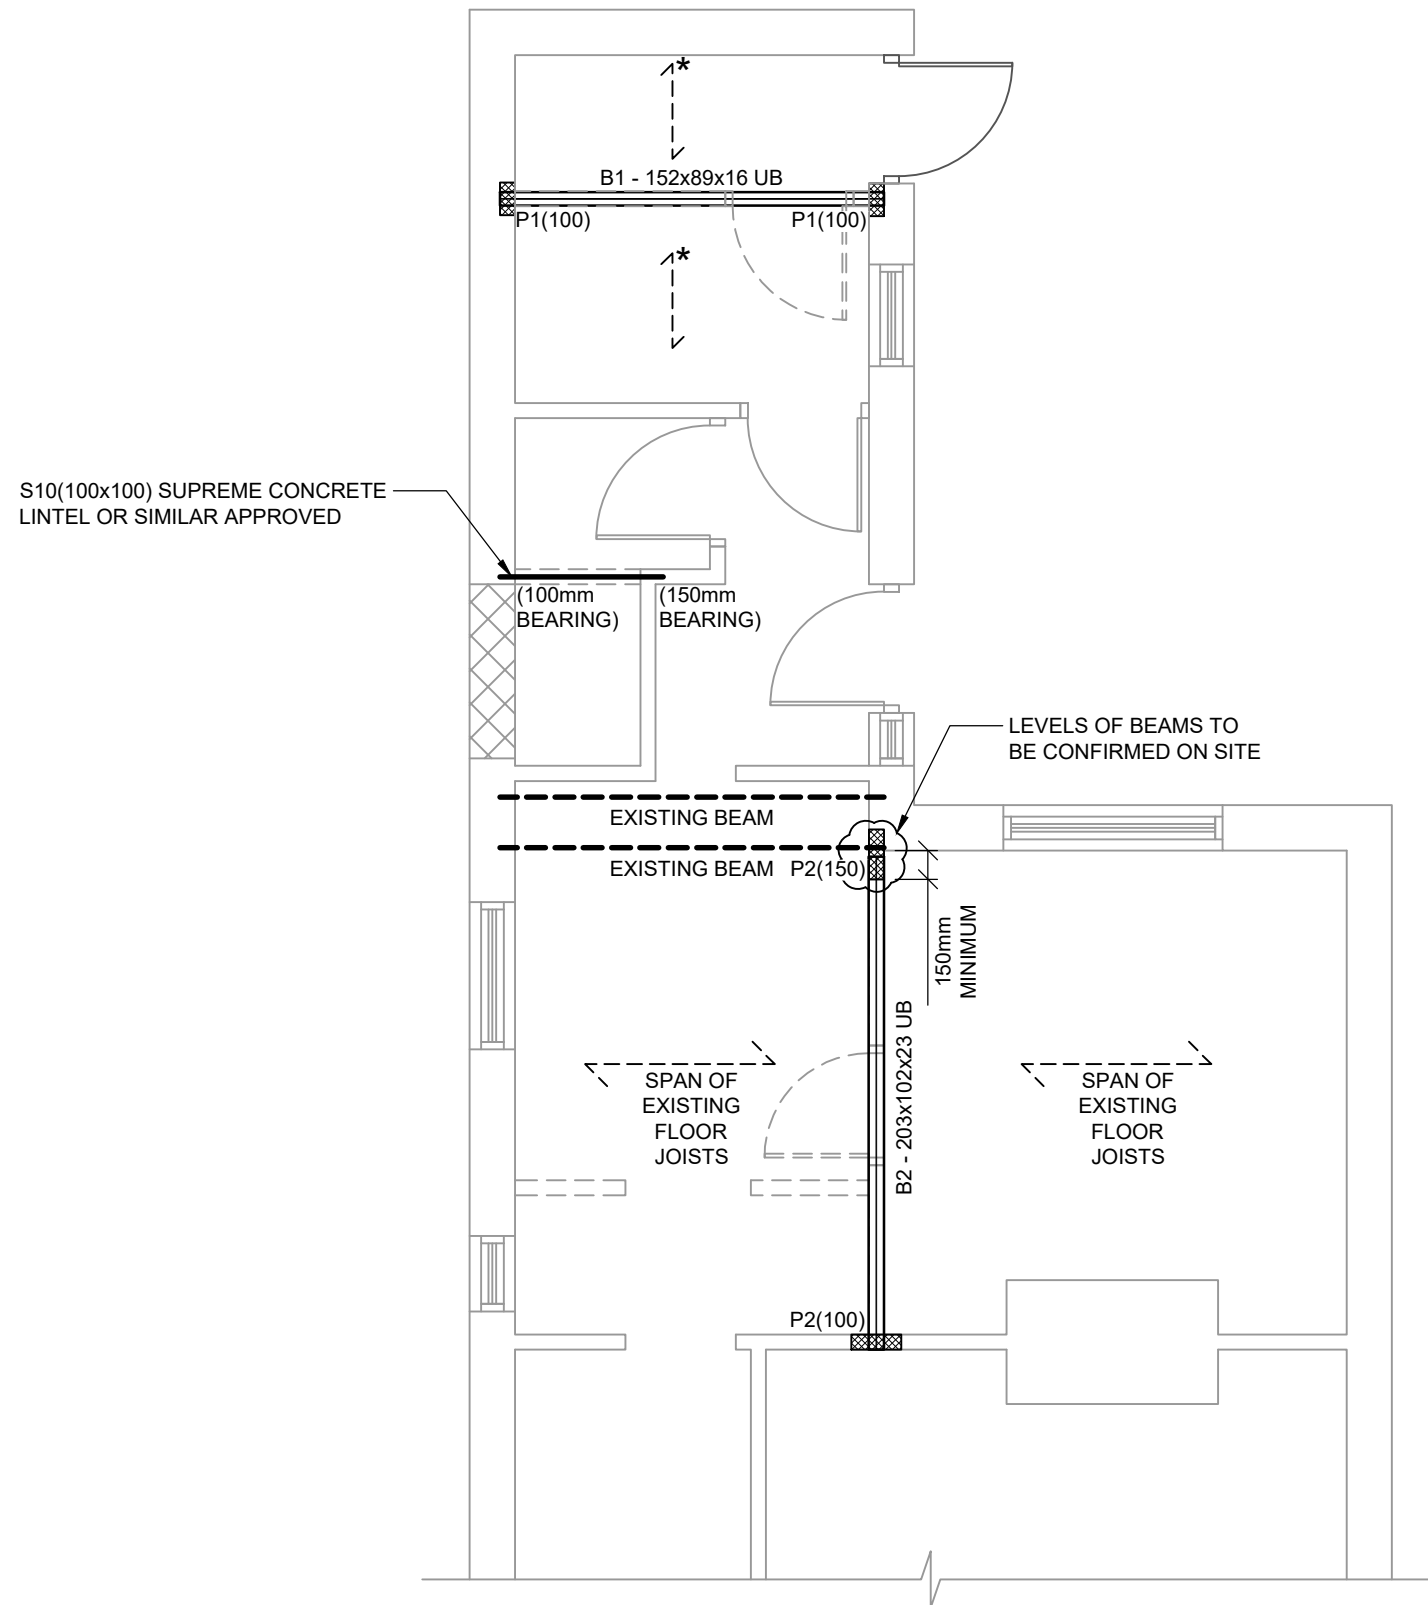 *
B1 - 152x89x16 UB
P1(100)
P1(100)
*
S10(100x100) SUPREME CONCRETE
LINTEL OR SIMILAR APPROVED
(100mm
BEARING)
(150mm
BEARING)
LEVELS OF BEAMS TO
BE CONFIRMED ON SITE
EXISTING BEAM
EXISTING BEAM
P2(150)
150mm
MINIMUM
B2 - 203x102x23 UB
SPAN OF
EXISTING
FLOOR
JOISTS
SPAN OF
EXISTING
FLOOR
JOISTS
P2(100)